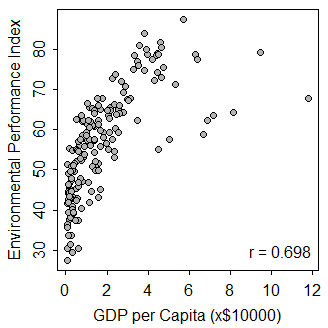 Environmental Performance Index
80
70
60
50
40
30
r = 0.698
0 2 4 6 8 10 12
GDP per Capita (x$10000)